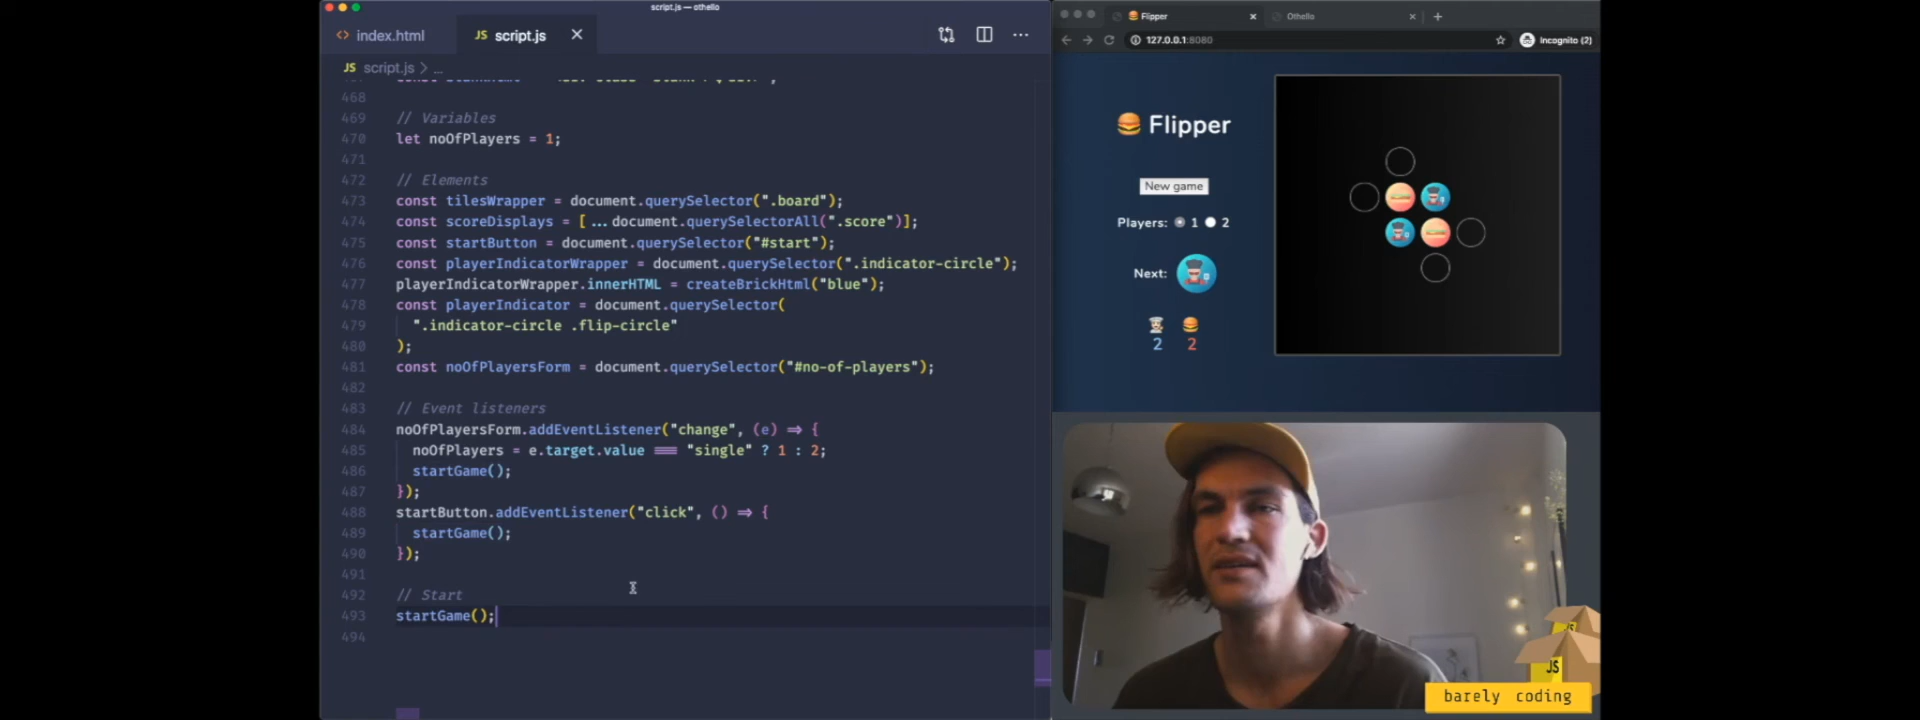 script.js — othello
index.html
JS script.js
JS script.js > ...
468
469 // Variables
470 let noOfPlayers = 1;
471
472 // Elements
473 const tilesWrapper = document.querySelector(".board");
474 const scoreDisplays = [...document.querySelectorAll(".score")];
475 const startButton = document.querySelector("#start");
476 const playerIndicatorWrapper = document.querySelector(".indicator-circle");
477 playerIndicatorWrapper.innerHTML = createBrickHtml("blue");
478 const playerIndicator = document.querySelector(
479 ".indicator-circle .flip-circle"
480 );
481 const noOfPlayersForm = document.querySelector("#no-of-players");
482
483 // Event listeners
484 noOfPlayersForm.addEventListener("change", (e) => {
485 noOfPlayers = e.target.value === "single" ? 1 : 2;
486 startGame();
487 });
488 startButton.addEventListener("click", () => {
489 startGame();
490 });
491
492 // Start
493 startGame();
494
Flipper
Othello
127.0.0.1:8080
Incognito (2)
Flipper
New game
Players: 1 2
Next:
2 2
JS
JS
barely coding